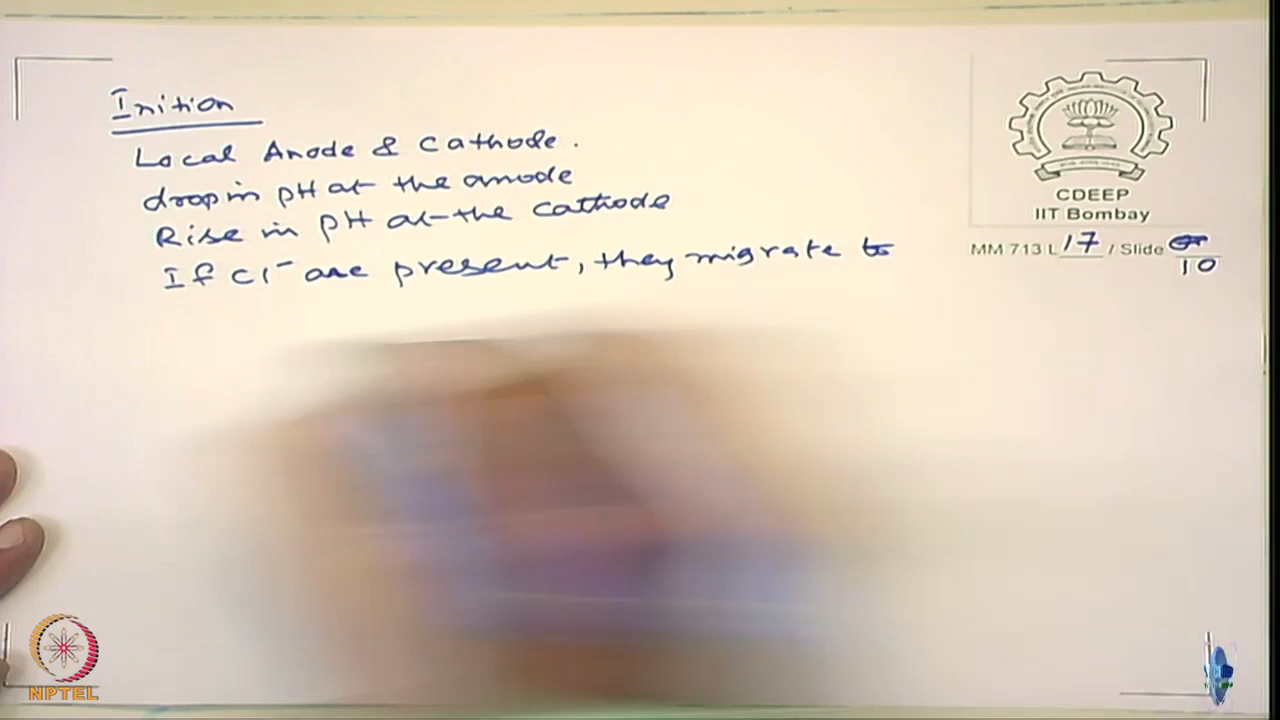 Inition
Local Anode & Cathode.
drop in pH at the anode
Rise in pH at the cathode
If Cl⁻ are present, they migrate to
CDEEP
IIT Bombay
MM 713 L 17 / Slide
10
NPTEL